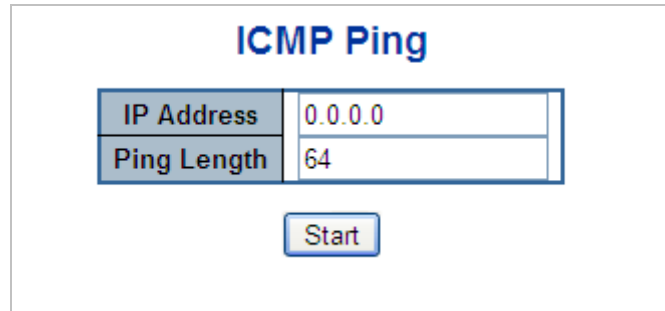 ICMP Ping
IP Address 0.0.0.0
Ping Length 64
Start